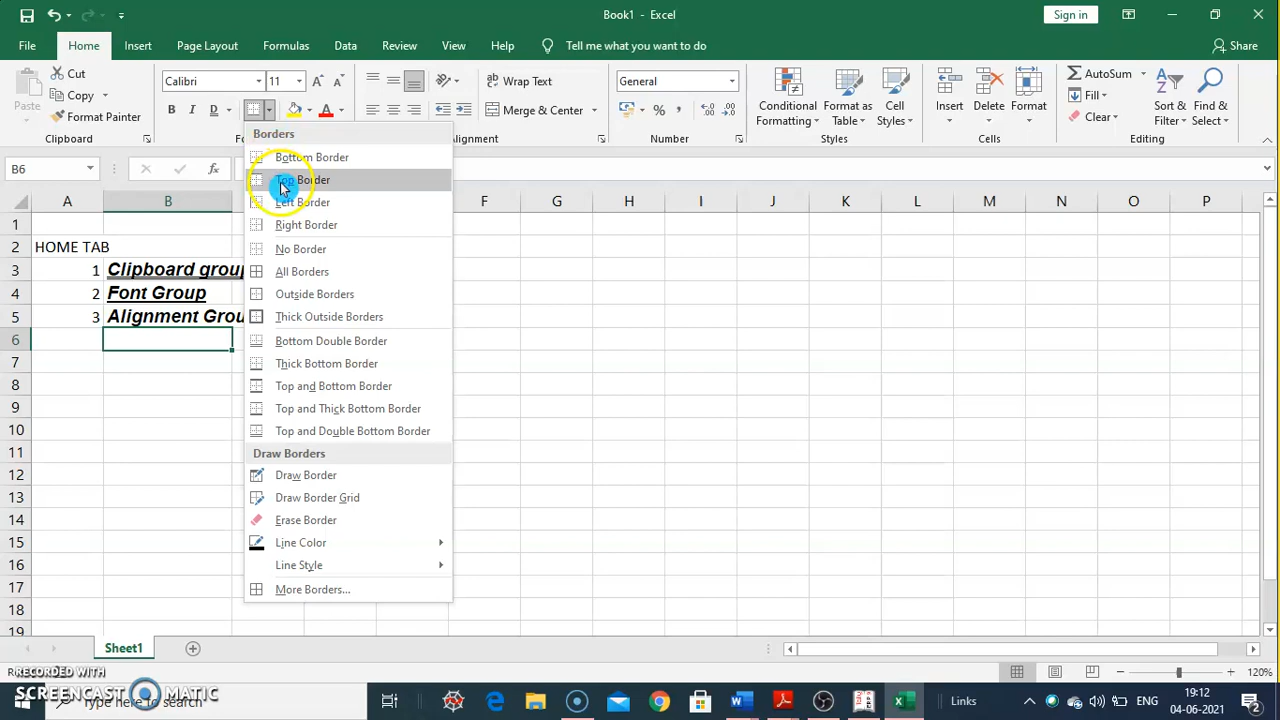 Book1 - Excel
Sign in
File Home Insert Page Layout Formulas Data Review View Help Tell me what you want to do Share
Paste
Cut
Copy
Format Painter
Clipboard
Calibri 11
B I D
Wrap Text
Merge & Center
Alignment
General
%
Number
Conditional Formatting
Format as Table
Cell Styles
Styles
Insert
Delete
Format
Cells
AutoSum
Fill
Clear
Sort & Filter
Find & Select
Editing
B6
fx
A B F G H I J K L M N O P
1
2 HOME TAB
3 1 Clipboard group
4 2 Font Group
5 3 Alignment Grou
6
7
8
9
10
11
12
13
14
15
16
17
18
19
Borders
Bottom Border
Top Border
Left Border
Right Border
No Border
All Borders
Outside Borders
Thick Outside Borders
Bottom Double Border
Thick Bottom Border
Top and Bottom Border
Top and Thick Bottom Border
Top and Double Bottom Border
Draw Borders
Draw Border
Draw Border Grid
Erase Border
Line Color
Line Style
More Borders...
Sheet1
120%
RECORDED WITH
SCREENCAST MATIC
here to search
Links
ENG
19:12
04-06-2021
2